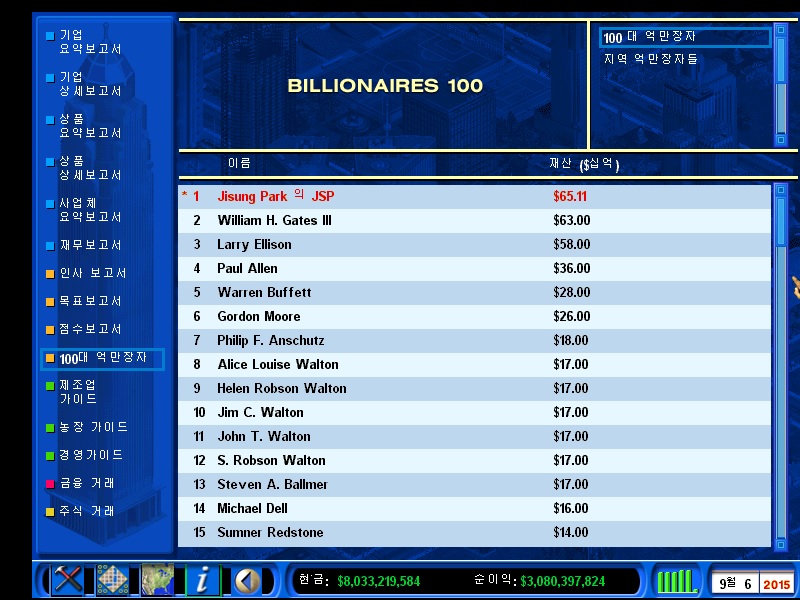 기업
요약보고서
기업
상세보고서
상품
요약보고서
상품
상세보고서
사업체
요약보고서
재무보고서
인사 보고서
목표보고서
점수보고서
100대 억만장자
제조업
가이드
농장 가이드
경영가이드
금융 거래
주식 거래
BILLIONAIRES 100
100 대 억만장자
지역 억만장자들
이름 재산 ($십억)
* 1 Jisung Park 의 JSP $65.11
2 William H. Gates III $63.00
3 Larry Ellison $58.00
4 Paul Allen $36.00
5 Warren Buffett $28.00
6 Gordon Moore $26.00
7 Philip F. Anschutz $18.00
8 Alice Louise Walton $17.00
9 Helen Robson Walton $17.00
10 Jim C. Walton $17.00
11 John T. Walton $17.00
12 S. Robson Walton $17.00
13 Steven A. Ballmer $17.00
14 Michael Dell $16.00
15 Sumner Redstone $14.00
현금: $8,033,219,584 순이익: $3,080,397,824 9월 6 2015